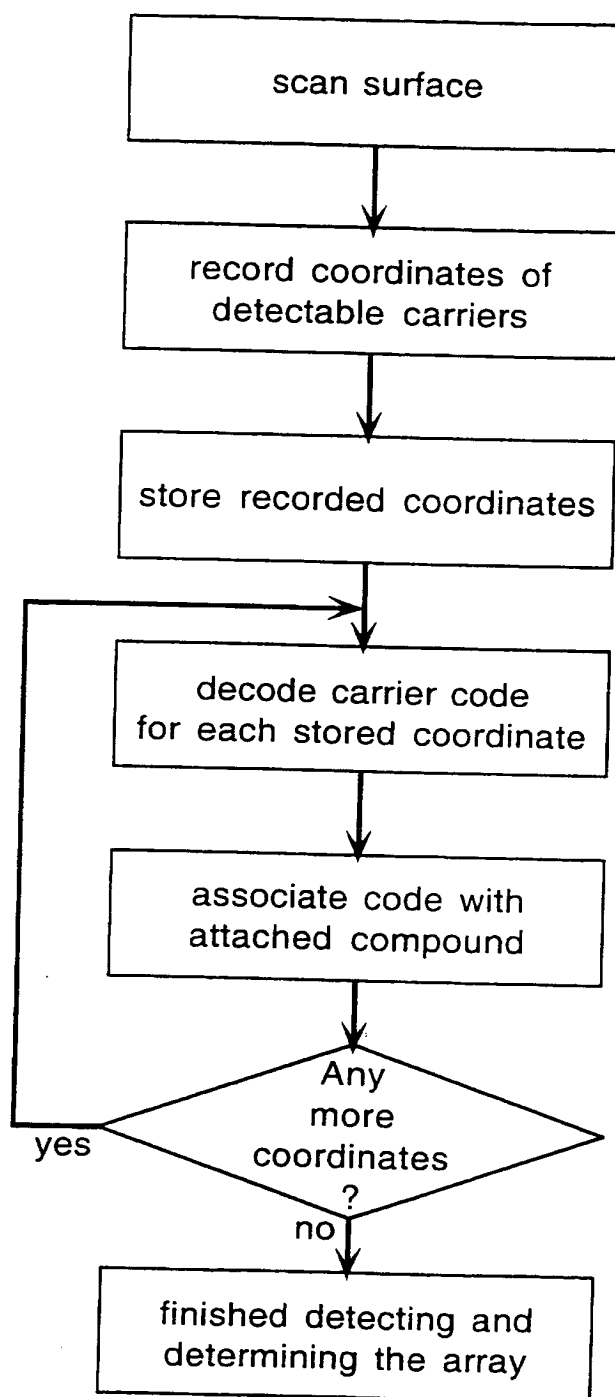 scan surface
record coordinates of
detectable carriers
store recorded coordinates
decode carrier code
for each stored coordinate
associate code with
attached compound
Any
more
coordinates
?
yes
no
finished detecting and
determining the array